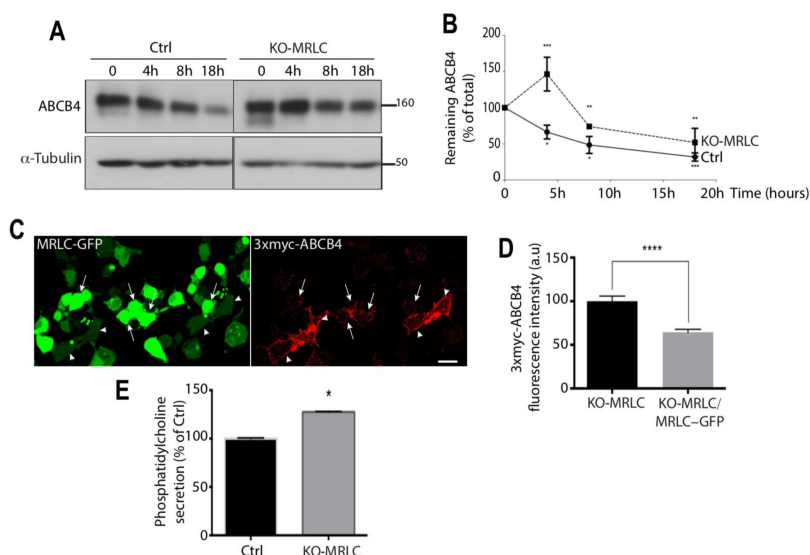 A
Ctrl
KO-MRLC
0 4h 8h 18h 0 4h 8h 18h
ABCB4
160
α-Tubulin
50
B
Remaining ABCB4
(% of total)
200
150
100
50
0
***
**
**
*
*
***
KO-MRLC
Ctrl
0 5h 10h 15h 20h Time (hours)
C
MRLC-GFP
3xmyc-ABCB4
D
3xmyc-ABCB4
fluorescence intensity (a.u
150
100
50
0
****
KO-MRLC
KO-MRLC/
MRLC–GFP
E
Phosphatidylcholine
secretion (% of Ctrl)
150
100
50
0
*
Ctrl
KO-MRLC